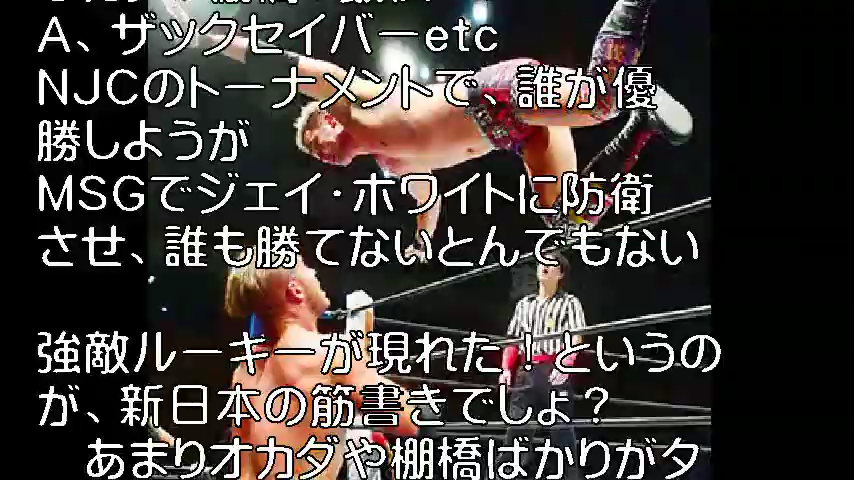 A、ザックセイバーetc
NJCのトーナメントで、誰が優
勝しようが
MSGでジェイ・ホワイトに防衛
させ、誰も勝てないとんでもない
強敵ルーキーが現れた！というの
が、新日本の筋書きでしょ？
あまりオカダや棚橋ばかりがタ